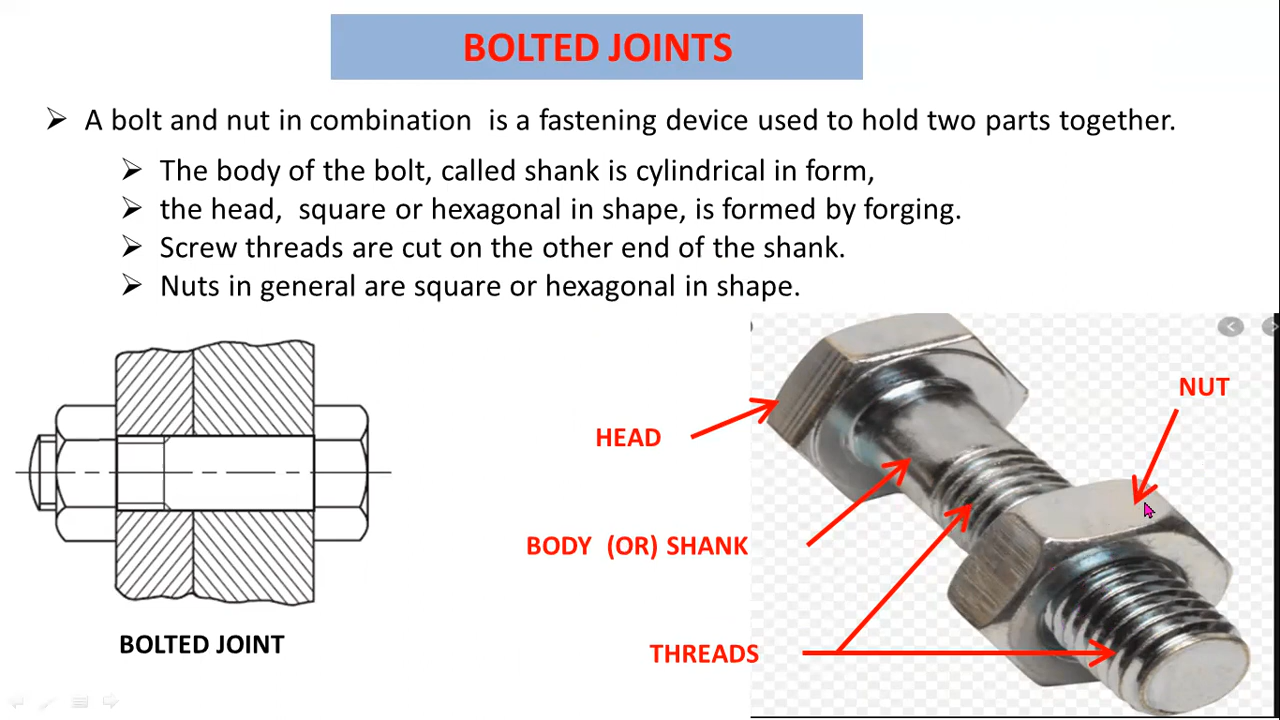 BOLTED JOINTS
➢ A bolt and nut in combination is a fastening device used to hold two parts together.
➢ The body of the bolt, called shank is cylindrical in form,
➢ the head, square or hexagonal in shape, is formed by forging.
➢ Screw threads are cut on the other end of the shank.
➢ Nuts in general are square or hexagonal in shape.
NUT
HEAD
BODY (OR) SHANK
THREADS
BOLTED JOINT